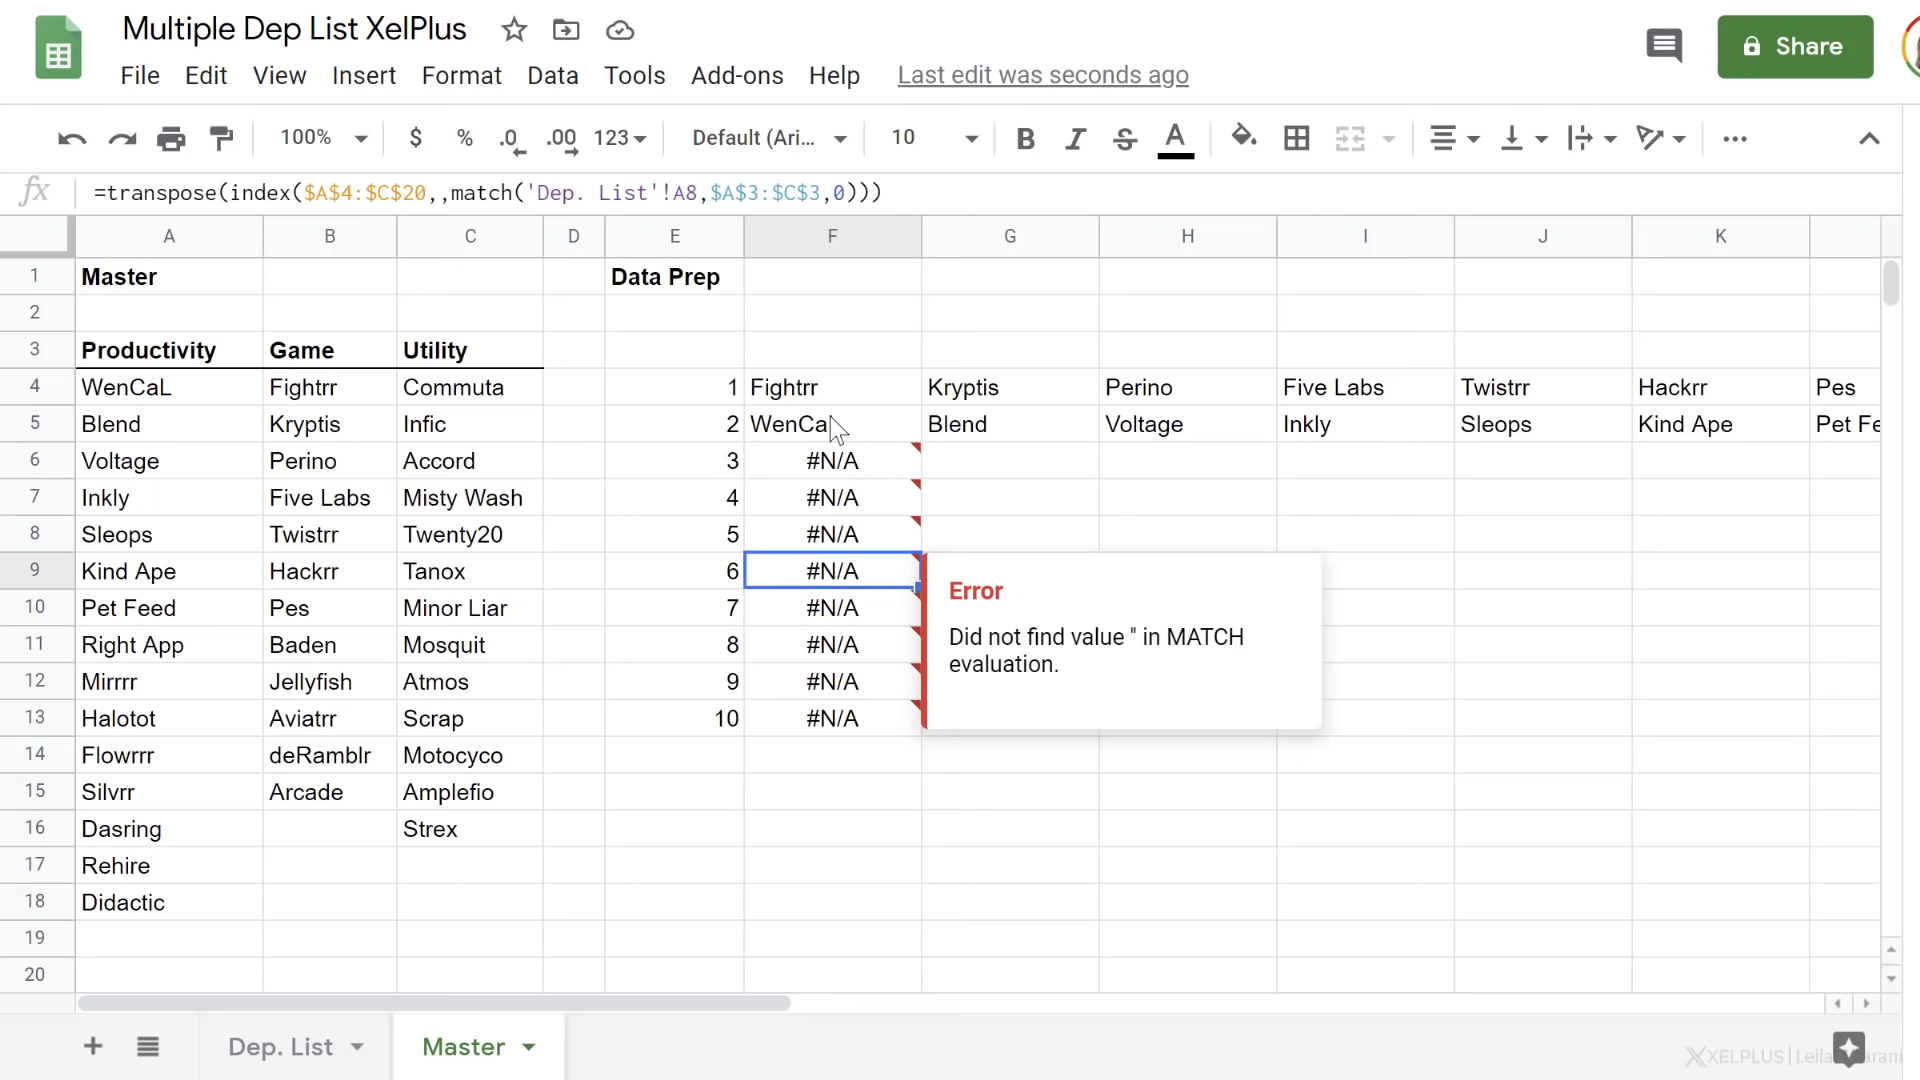 Multiple Dep List XelPlus
Share
File Edit View Insert Format Data Tools Add-ons Help Last edit was seconds ago
100% $ % .0 .00 123 Default (Ari... 10 B I S A
fx =transpose(index($A$4:$C$20,,match('Dep. List'!A8,$A$3:$C$3,0)))
A B C D E F G H I J K
1 Master Data Prep
2
3 Productivity Game Utility
4 WenCaL Fightrr Commuta 1 Fightrr Kryptis Perino Five Labs Twistrr Hackrr Pes
5 Blend Kryptis Infic 2 WenCaL Blend Voltage Inkly Sleops Kind Ape Pet Fe
6 Voltage Perino Accord 3 #N/A
7 Inkly Five Labs Misty Wash 4 #N/A
8 Sleops Twistrr Twenty20 5 #N/A
9 Kind Ape Hackrr Tanox 6 #N/A
Error
10 Pet Feed Pes Minor Liar 7 #N/A
Did not find value '' in MATCH
11 Right App Baden Mosquit 8 #N/A
evaluation.
12 Mirrrr Jellyfish Atmos 9 #N/A
13 Halotot Aviatrr Scrap 10 #N/A
14 Flowrrr deRamblr Motocyco
15 Silvrr Arcade Amplefio
16 Dasring Strex
17 Rehire
18 Didactic
19
20
Dep. List Master
XELPLUS | Leila